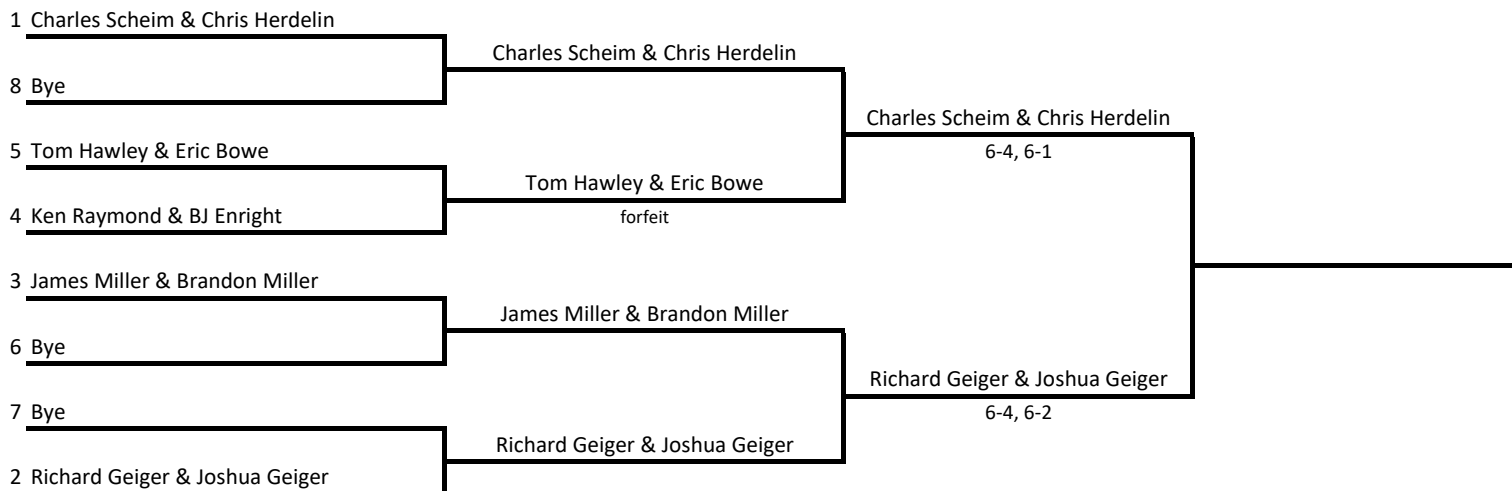 1 Charles Scheim & Chris Herdelin
Charles Scheim & Chris Herdelin
8 Bye
Charles Scheim & Chris Herdelin
6-4, 6-1
5 Tom Hawley & Eric Bowe
Tom Hawley & Eric Bowe
forfeit
4 Ken Raymond & BJ Enright
3 James Miller & Brandon Miller
James Miller & Brandon Miller
6 Bye
Richard Geiger & Joshua Geiger
6-4, 6-2
7 Bye
Richard Geiger & Joshua Geiger
2 Richard Geiger & Joshua Geiger